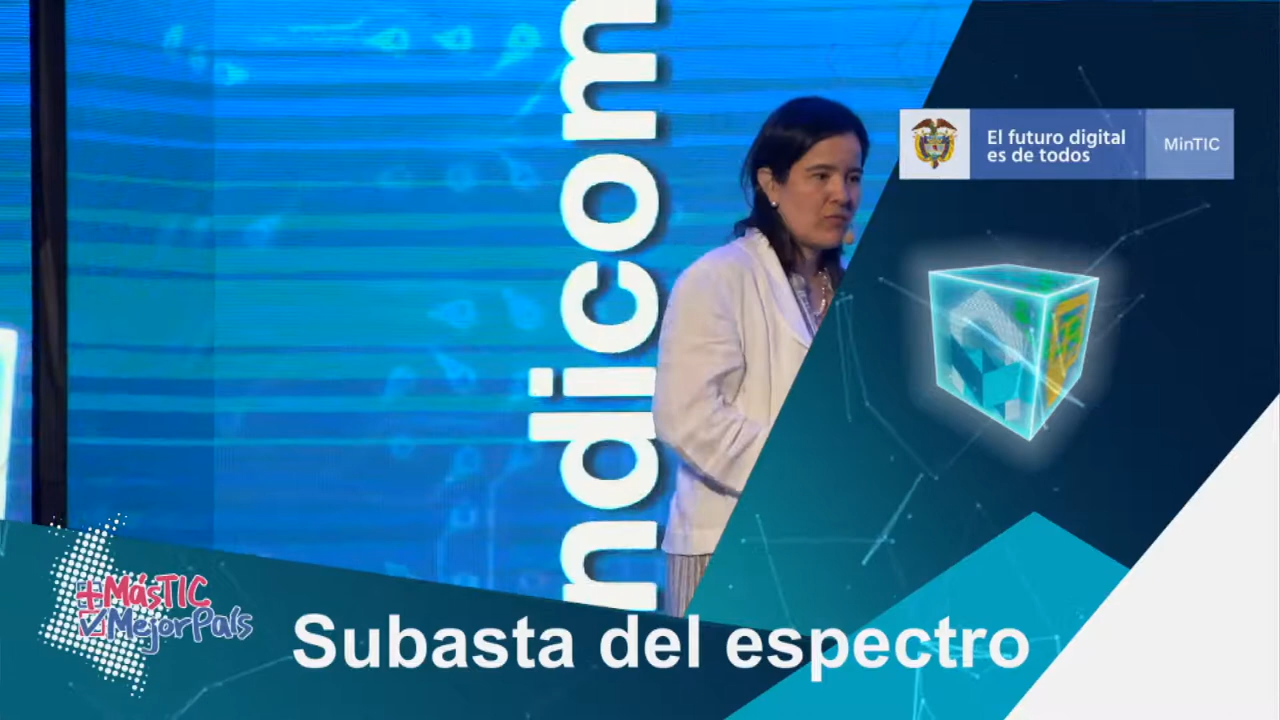 ndicom
El futuro digital
es de todos
MinTIC
+MásTIC
MejorPaís
Subasta del espectro